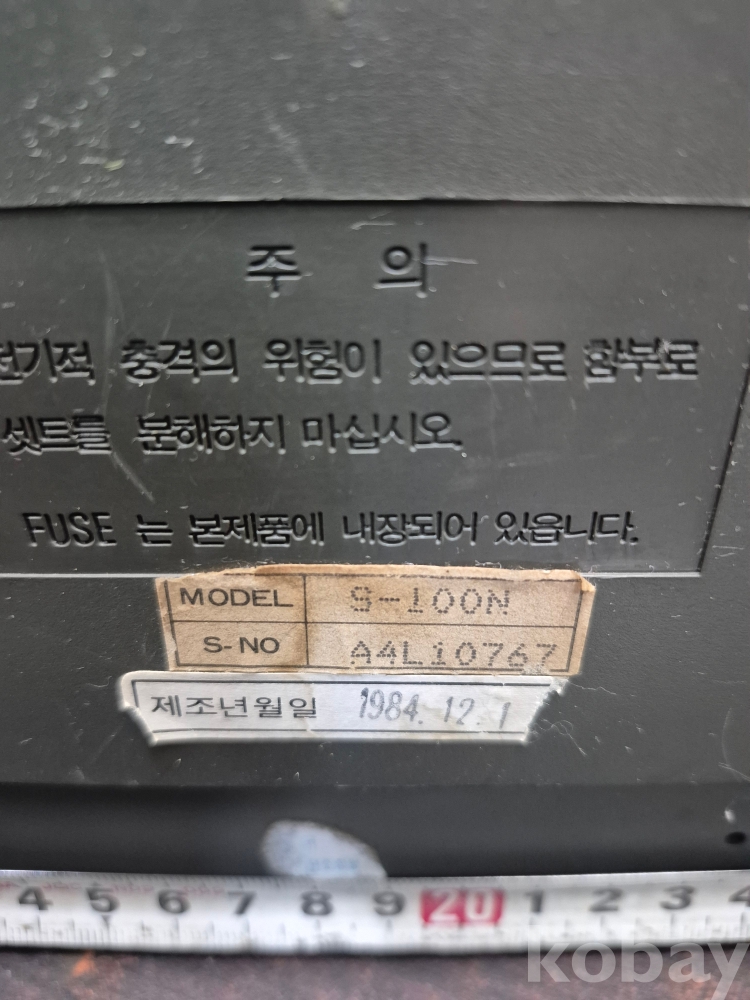 주 의
전기적 충격의 위험이 있으므로 함부로
셋트를 분해하지 마십시오.
FUSE 는 본제품에 내장되어 있읍니다.
MODEL S-100N
S-NO A4L10767
제조년월일 1984. 12. 1
4 5 6 7 8 9 20 1 2 3 4
kobay